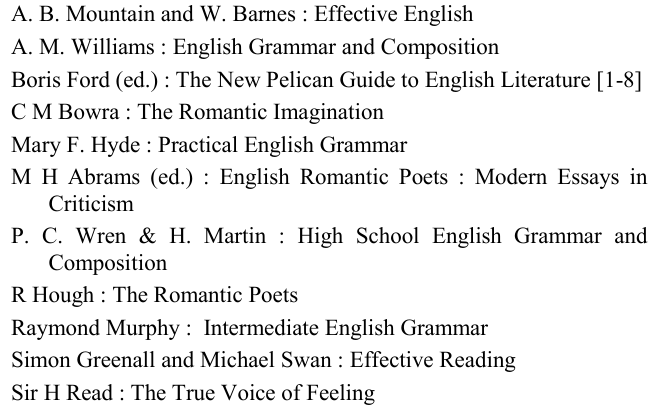 A. B. Mountain and W. Barnes : Effective English
A. M. Williams : English Grammar and Composition
Boris Ford (ed.) : The New Pelican Guide to English Literature [1-8]
C M Bowra : The Romantic Imagination
Mary F. Hyde : Practical English Grammar
M H Abrams (ed.) : English Romantic Poets : Modern Essays in
Criticism
P. C. Wren & H. Martin : High School English Grammar and
Composition
R Hough : The Romantic Poets
Raymond Murphy : Intermediate English Grammar
Simon Greenall and Michael Swan : Effective Reading
Sir H Read : The True Voice of Feeling